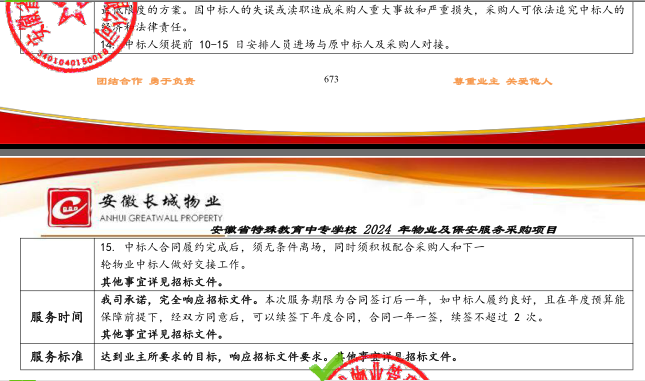 最低限度的方案。因中标人的失误或渎职造成采购人重大事故和严重损失，采购人可依法追究中标人的
经济和法律责任。
14. 中标人须提前 10-15 日安排人员进场与原中标人及采购人对接。
3401040150018
团结合作 勇于负责
673
尊重业主 关爱他人
安徽长城物业
ANHUI GREATWALL PROPERTY
安徽省特殊教育中专学校 2024 年物业及保安服务采购项目
15. 中标人合同履约完成后，须无条件离场，同时须积极配合采购人和下一
轮物业中标人做好交接工作。
其他事宜详见招标文件。
服务时间
我司承诺，完全响应招标文件。本次服务期限为合同签订后一年，如中标人履约良好，且在年度预算能
保障前提下，经双方同意后，可以续签下年度合同，合同一年一签，续签不超过 2 次。
其他事宜详见招标文件。
服务标准
达到业主所要求的目标，响应招标文件要求。其他事宜详见招标文件。